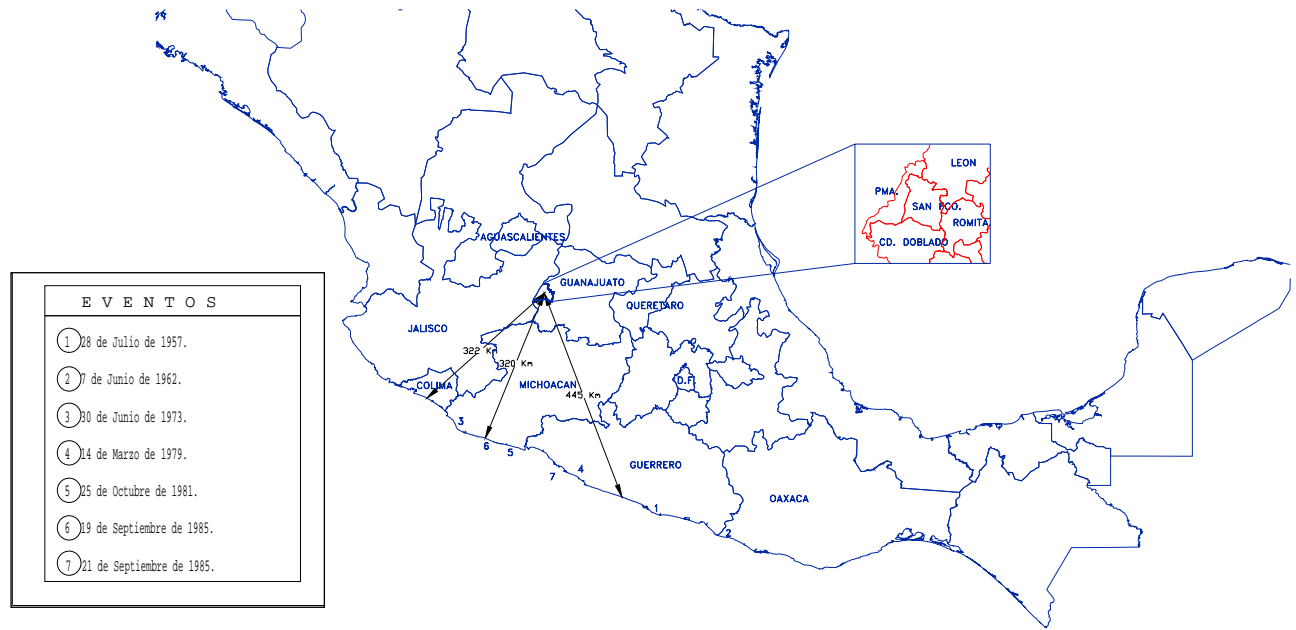 LEON
PMA.
SAN FCO.
ROMITA
CD. DOBLADO
AGUASCALIENTES
GUANAJUATO
QUERETARO
JALISCO
322 Km
320 Km
COLIMA
MICHOACAN
D.F.
445 Km
3
6
5
7
4
GUERRERO
1
2
OAXACA
EVENTOS
1 28 de Julio de 1957.
2 7 de Junio de 1962.
3 30 de Junio de 1973.
4 14 de Marzo de 1979.
5 25 de Octubre de 1981.
6 19 de Septiembre de 1985.
7 21 de Septiembre de 1985.